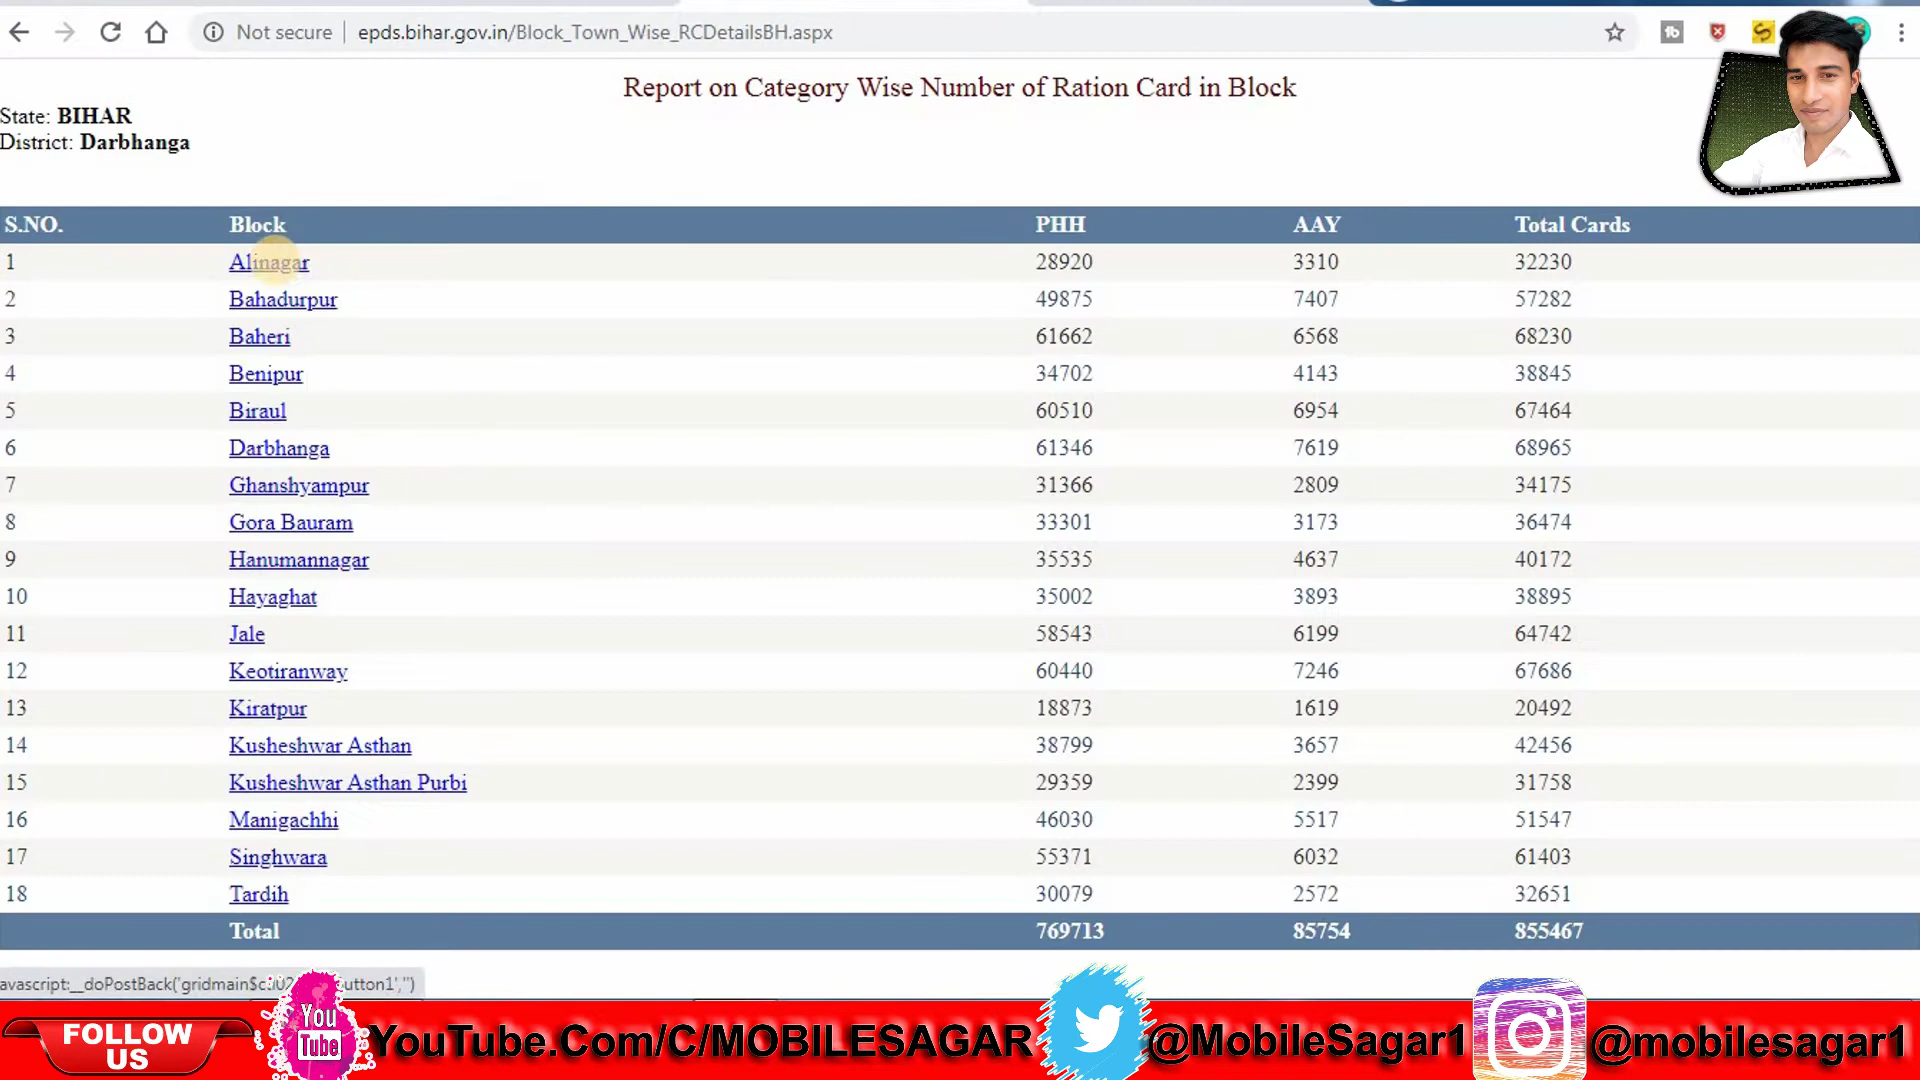 Not secure | epds.bihar.gov.in/Block_Town_Wise_RCDetailsBH.aspx
Report on Category Wise Number of Ration Card in Block
State: BIHAR
District: Darbhanga
S.NO. Block PHH AAY Total Cards
1 Alinagar 28920 3310 32230
2 Bahadurpur 49875 7407 57282
3 Baheri 61662 6568 68230
4 Benipur 34702 4143 38845
5 Biraul 60510 6954 67464
6 Darbhanga 61346 7619 68965
7 Ghanshyampur 31366 2809 34175
8 Gora Bauram 33301 3173 36474
9 Hanumannagar 35535 4637 40172
10 Hayaghat 35002 3893 38895
11 Jale 58543 6199 64742
12 Keotiranway 60440 7246 67686
13 Kiratpur 18873 1619 20492
14 Kusheshwar Asthan 38799 3657 42456
15 Kusheshwar Asthan Purbi 29359 2399 31758
16 Manigachhi 46030 5517 51547
17 Singhwara 55371 6032 61403
18 Tardih 30079 2572 32651
Total 769713 85754 855467
avascript:__doPostBack('gridmain$
FOLLOW US
You Tube
YouTube.Com/C/MOBILESAGAR
@MobileSagar1
@mobilesagar1